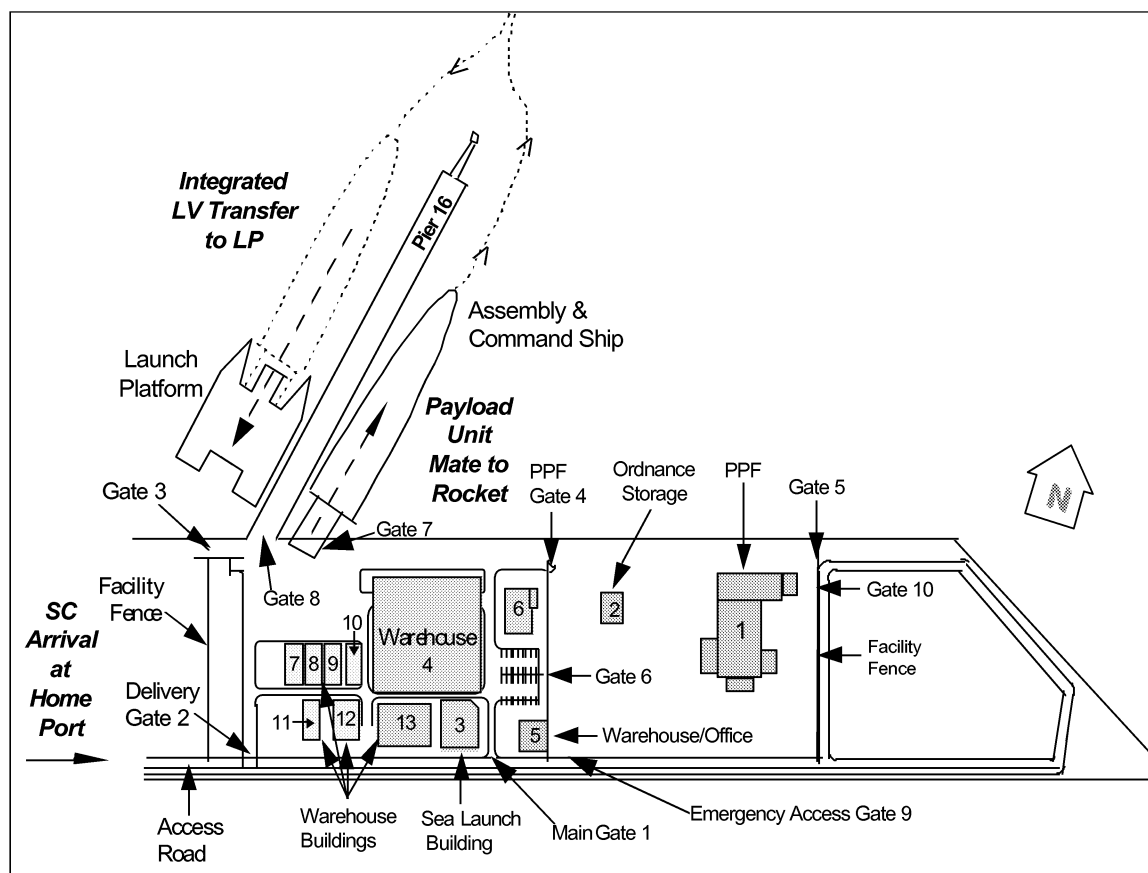 Integrated
LV Transfer
to LP
Pier 16
Assembly &
Command Ship
Launch
Platform
Payload
Unit
Mate to
Rocket
PPF
Gate 4
Ordnance
Storage
PPF
Gate 5
N
Gate 3
Gate 7
Facility
Fence
Gate 8
10
Gate 10
SC
Arrival
at
Home
Port
Warehouse
4
6
2
1
7
8
9
Facility
Fence
Gate 6
Delivery
Gate 2
11
12
13
3
5
Warehouse/Office
Access
Road
Warehouse
Buildings
Sea Launch
Building
Main Gate 1
Emergency Access Gate 9